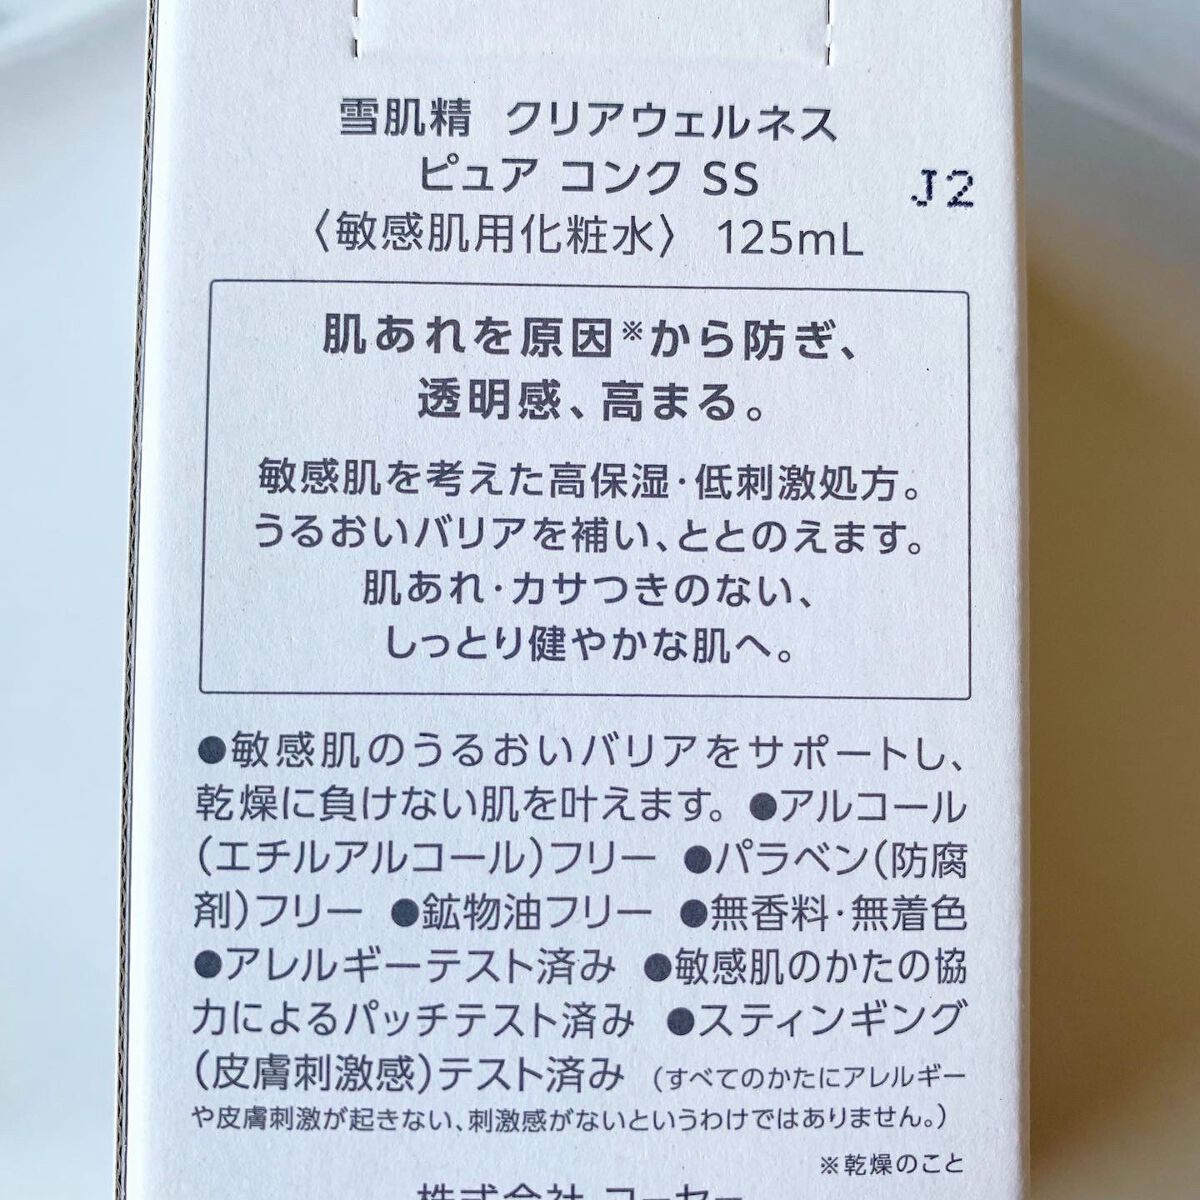 雪肌精 クリアウェルネス
ピュア コンク SS
J2
〈敏感肌用化粧水〉 125mL
肌あれを原因※から防ぎ、
透明感、高まる。
敏感肌を考えた高保湿・低刺激処方。
うるおいバリアを補い、ととのえます。
肌あれ・カサつきのない、
しっとり健やかな肌へ。
●敏感肌のうるおいバリアをサポートし、
乾燥に負けない肌を叶えます。 ●アルコール
(エチルアルコール)フリー ●パラベン(防腐
剤)フリー ●鉱物油フリー ●無香料・無着色
●アレルギーテスト済み ●敏感肌のかたの協
力によるパッチテスト済み ●スティンギング
(皮膚刺激感)テスト済み (すべてのかたにアレルギー
や皮膚刺激が起きない、刺激感がないというわけではありません。)
※乾燥のこと
株式会社 コーセー